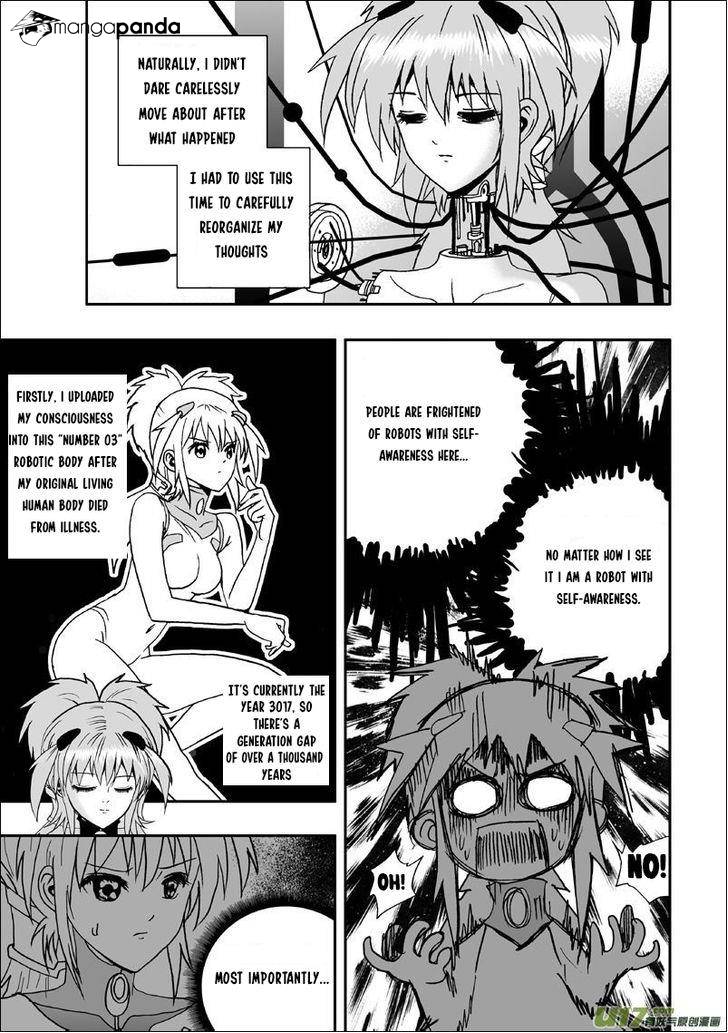 mangapanda
NATURALLY, I DIDN'T
DARE CARELESSLY
MOVE ABOUT AFTER
WHAT HAPPENED
I HAD TO USE THIS
TIME TO CAREFULLY
REORGANIZE MY
THOUGHTS
FIRSTLY, I UPLOADED
MY CONSCIOUSNESS
INTO THIS "NUMBER 03"
ROBOTIC BODY AFTER
MY ORIGINAL LIVING
HUMAN BODY DIED
FROM ILLNESS.
IT'S CURRENTLY THE
YEAR 3017, SO
THERE'S A
GENERATION GAP
OF OVER A THOUSAND
YEARS
MOST IMPORTANTLY...
PEOPLE ARE FRIGHTENED
OF ROBOTS WITH SELF-
AWARENESS HERE...
NO MATTER HOW I SEE
IT I AM A ROBOT WITH
SELF-AWARENESS.
OH!
NO!
U17
原创漫画